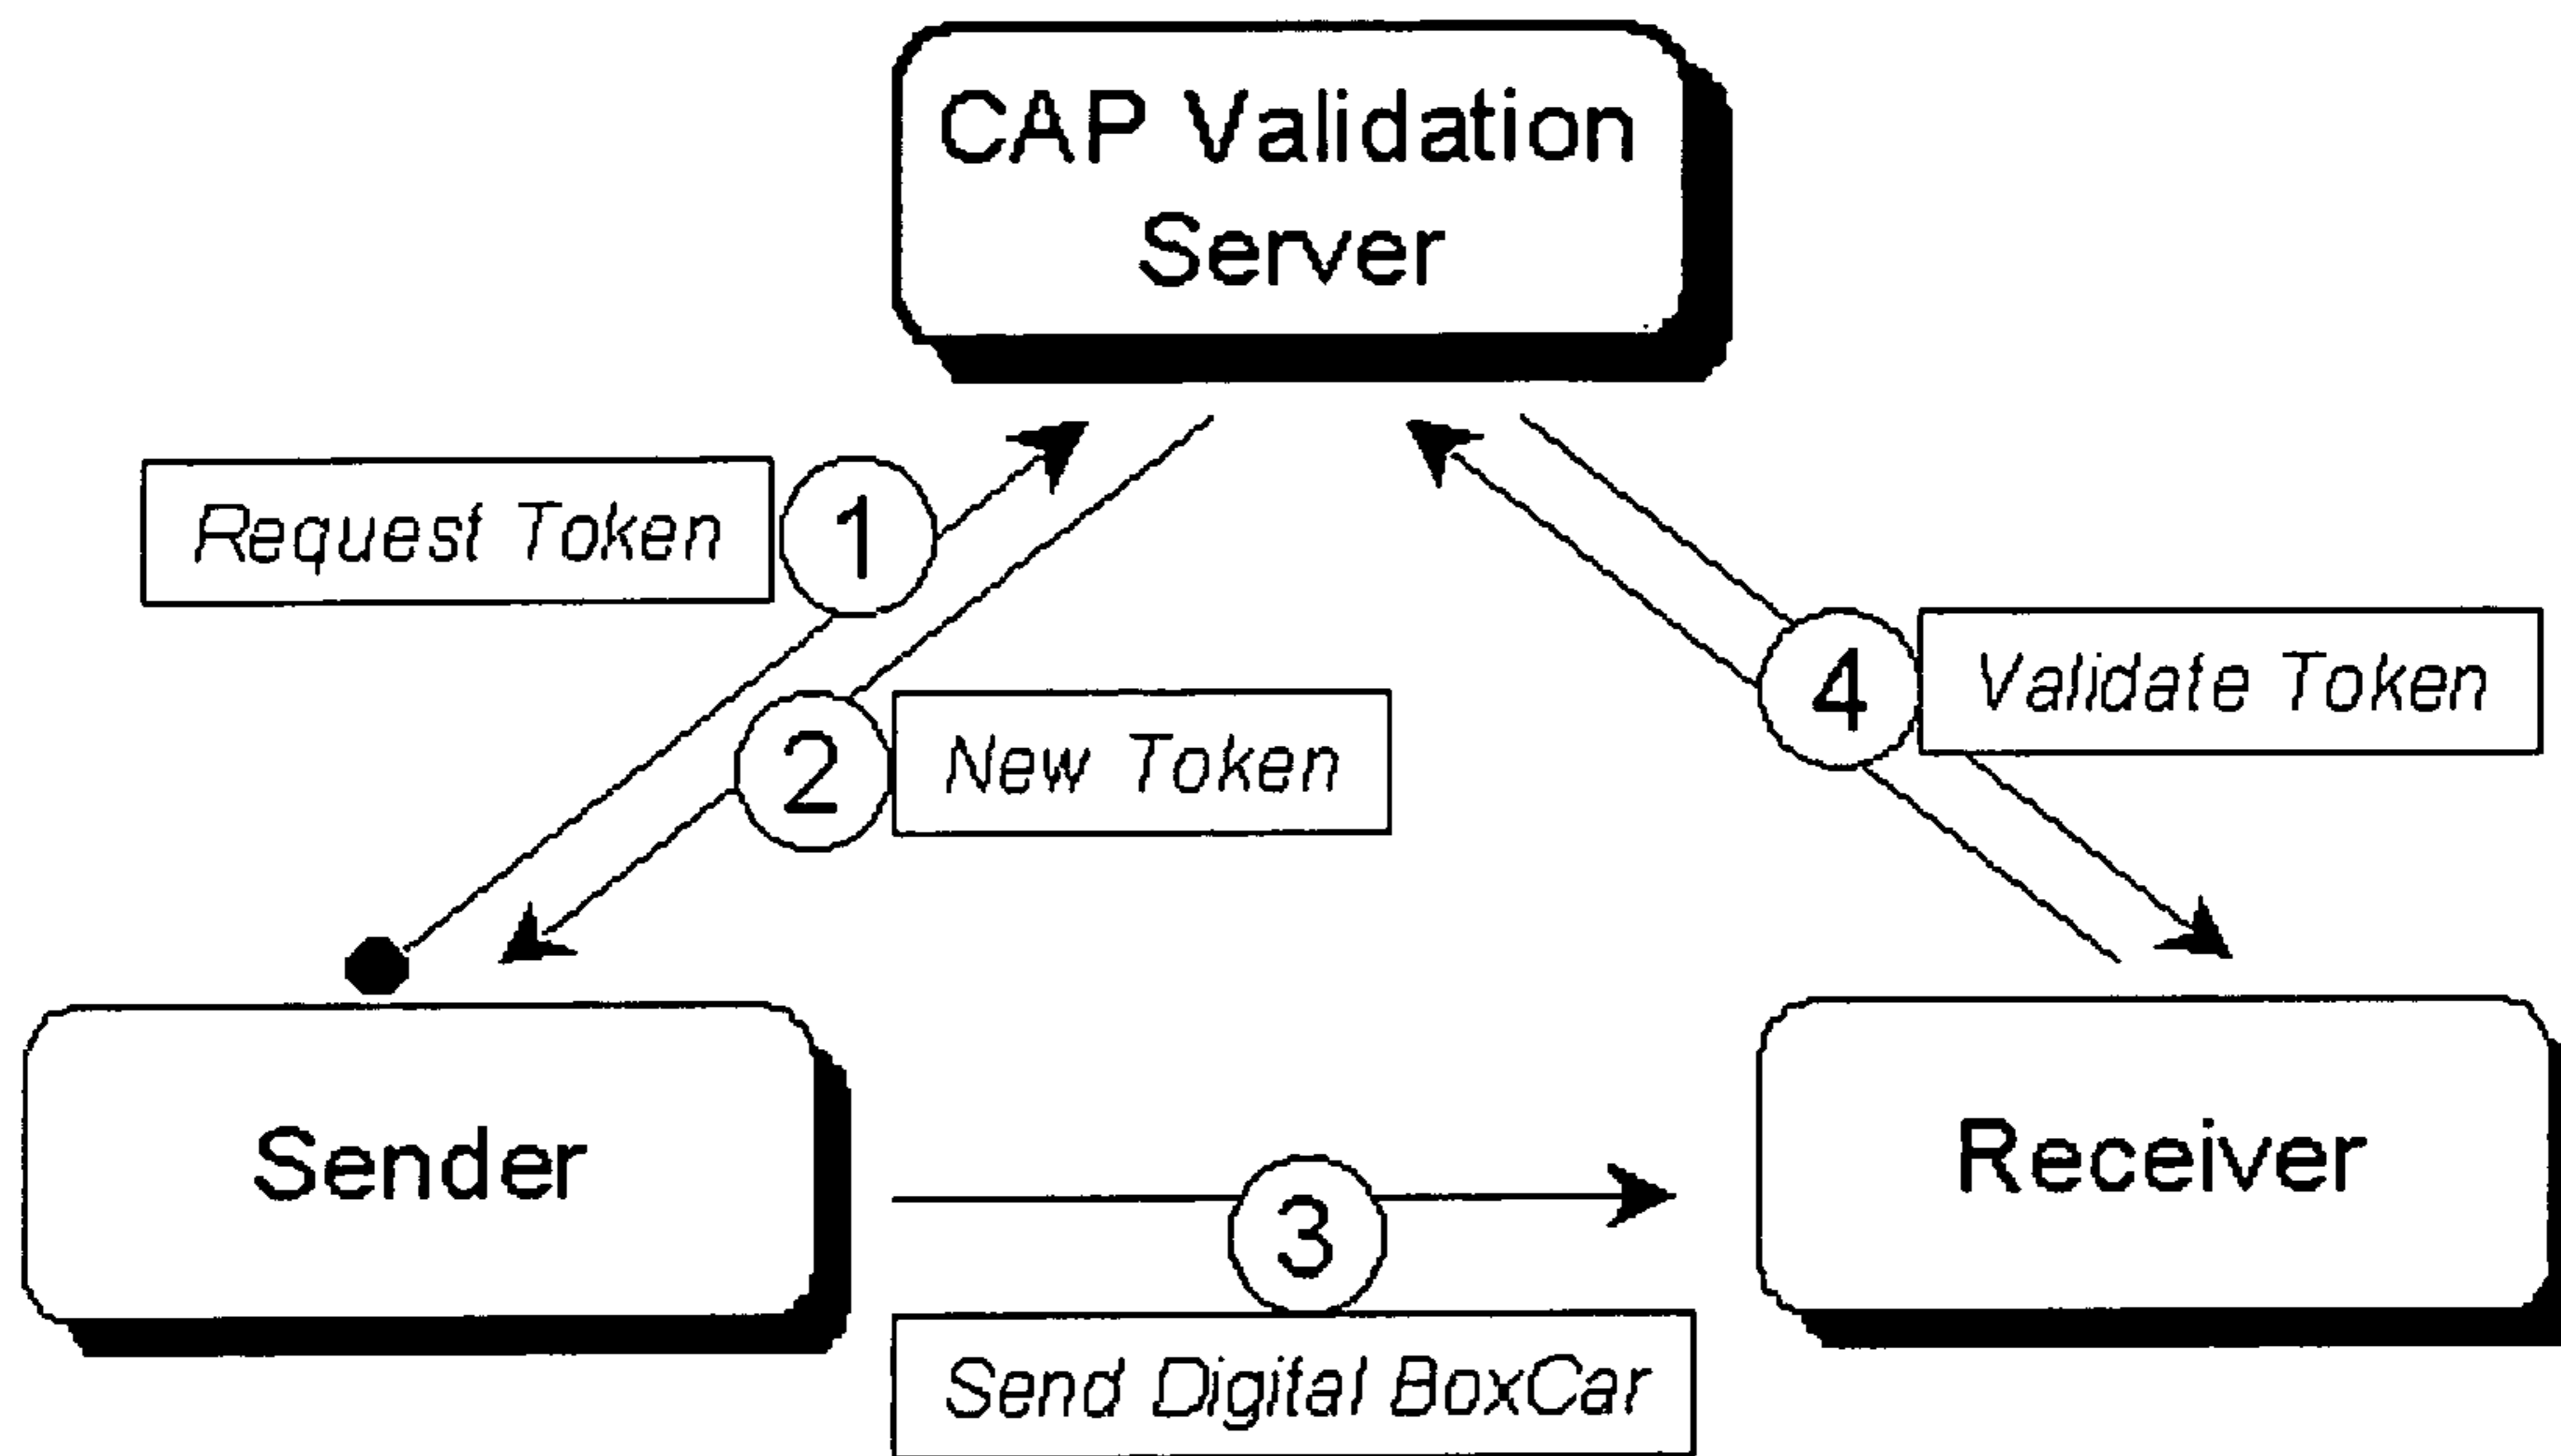 CAP Validation
Server
Request Token
1
2
New Token
4
Validate Token
Sender
Receiver
3
Send Digital BoxCar